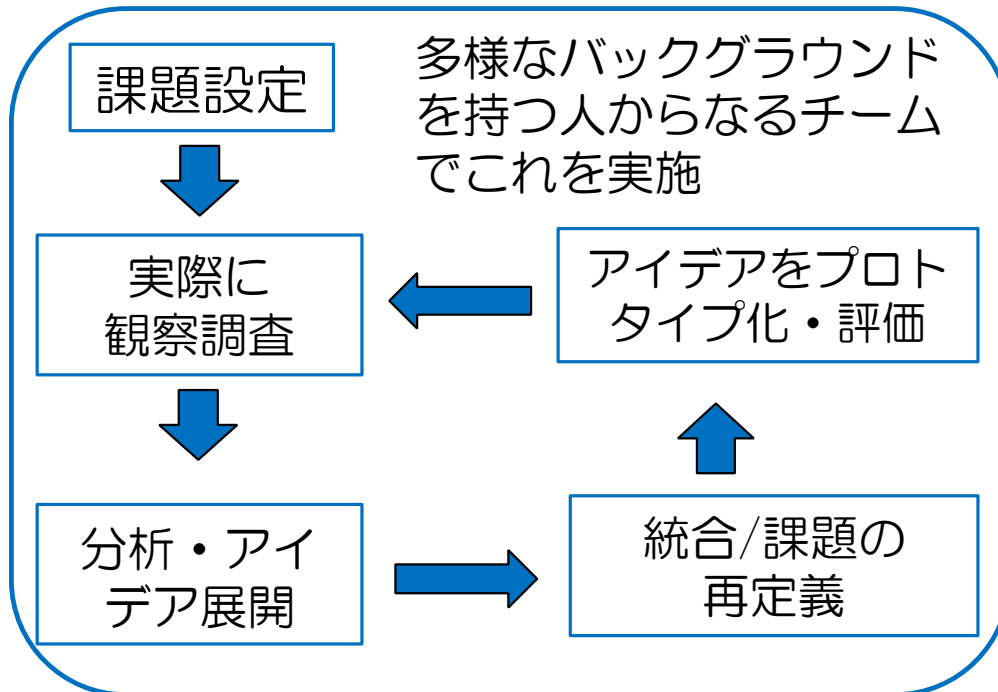 課題設定
多様なバックグラウンド
を持つ人からなるチーム
でこれを実施
実際に
観察調査
アイデアをプロト
タイプ化・評価
分析・アイ
デア展開
統合/課題の
再定義